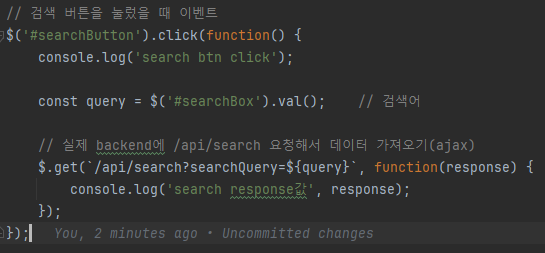 // 검색 버튼을 눌렀을 때 이벤트
$('#searchButton').click(function() {
    console.log('search btn click');

    const query = $('#searchBox').val();    // 검색어

    // 실제 backend에 /api/search 요청해서 데이터 가져오기(ajax)
    $.get(`/api/search?searchQuery=${query}`, function(response) {
        console.log('search response값', response);
    });
});    You, 2 minutes ago • Uncommitted changes